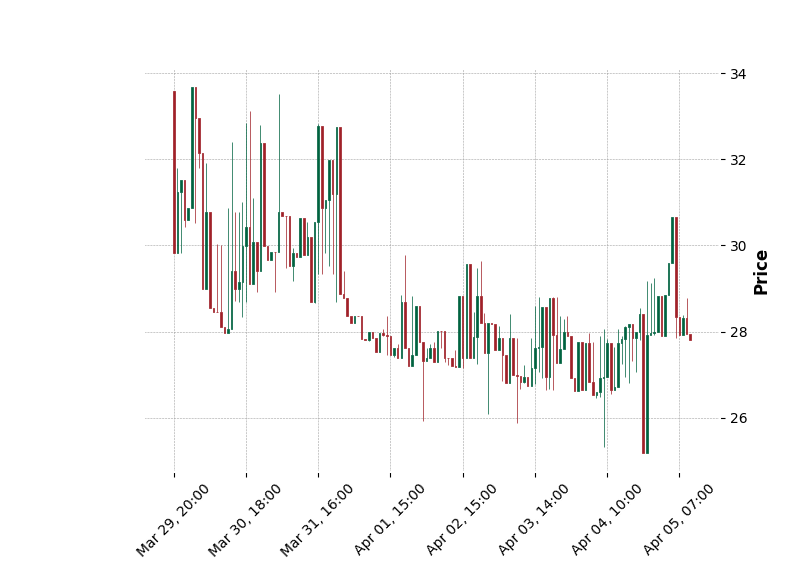 34
32
30
28
26
Price
Mar 29, 20:00
Mar 30, 18:00
Mar 31, 16:00
Apr 01, 15:00
Apr 02, 15:00
Apr 03, 14:00
Apr 04, 10:00
Apr 05, 07:00